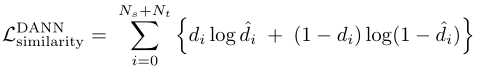 $\mathcal{L}_{\text{similarity}}^{\text{DANN}} = \sum_{i=0}^{N_s+N_t} \left\{ d_i \log \hat{d}_i \; + \; (1 - d_i) \log(1 - \hat{d}_i) \right\}$